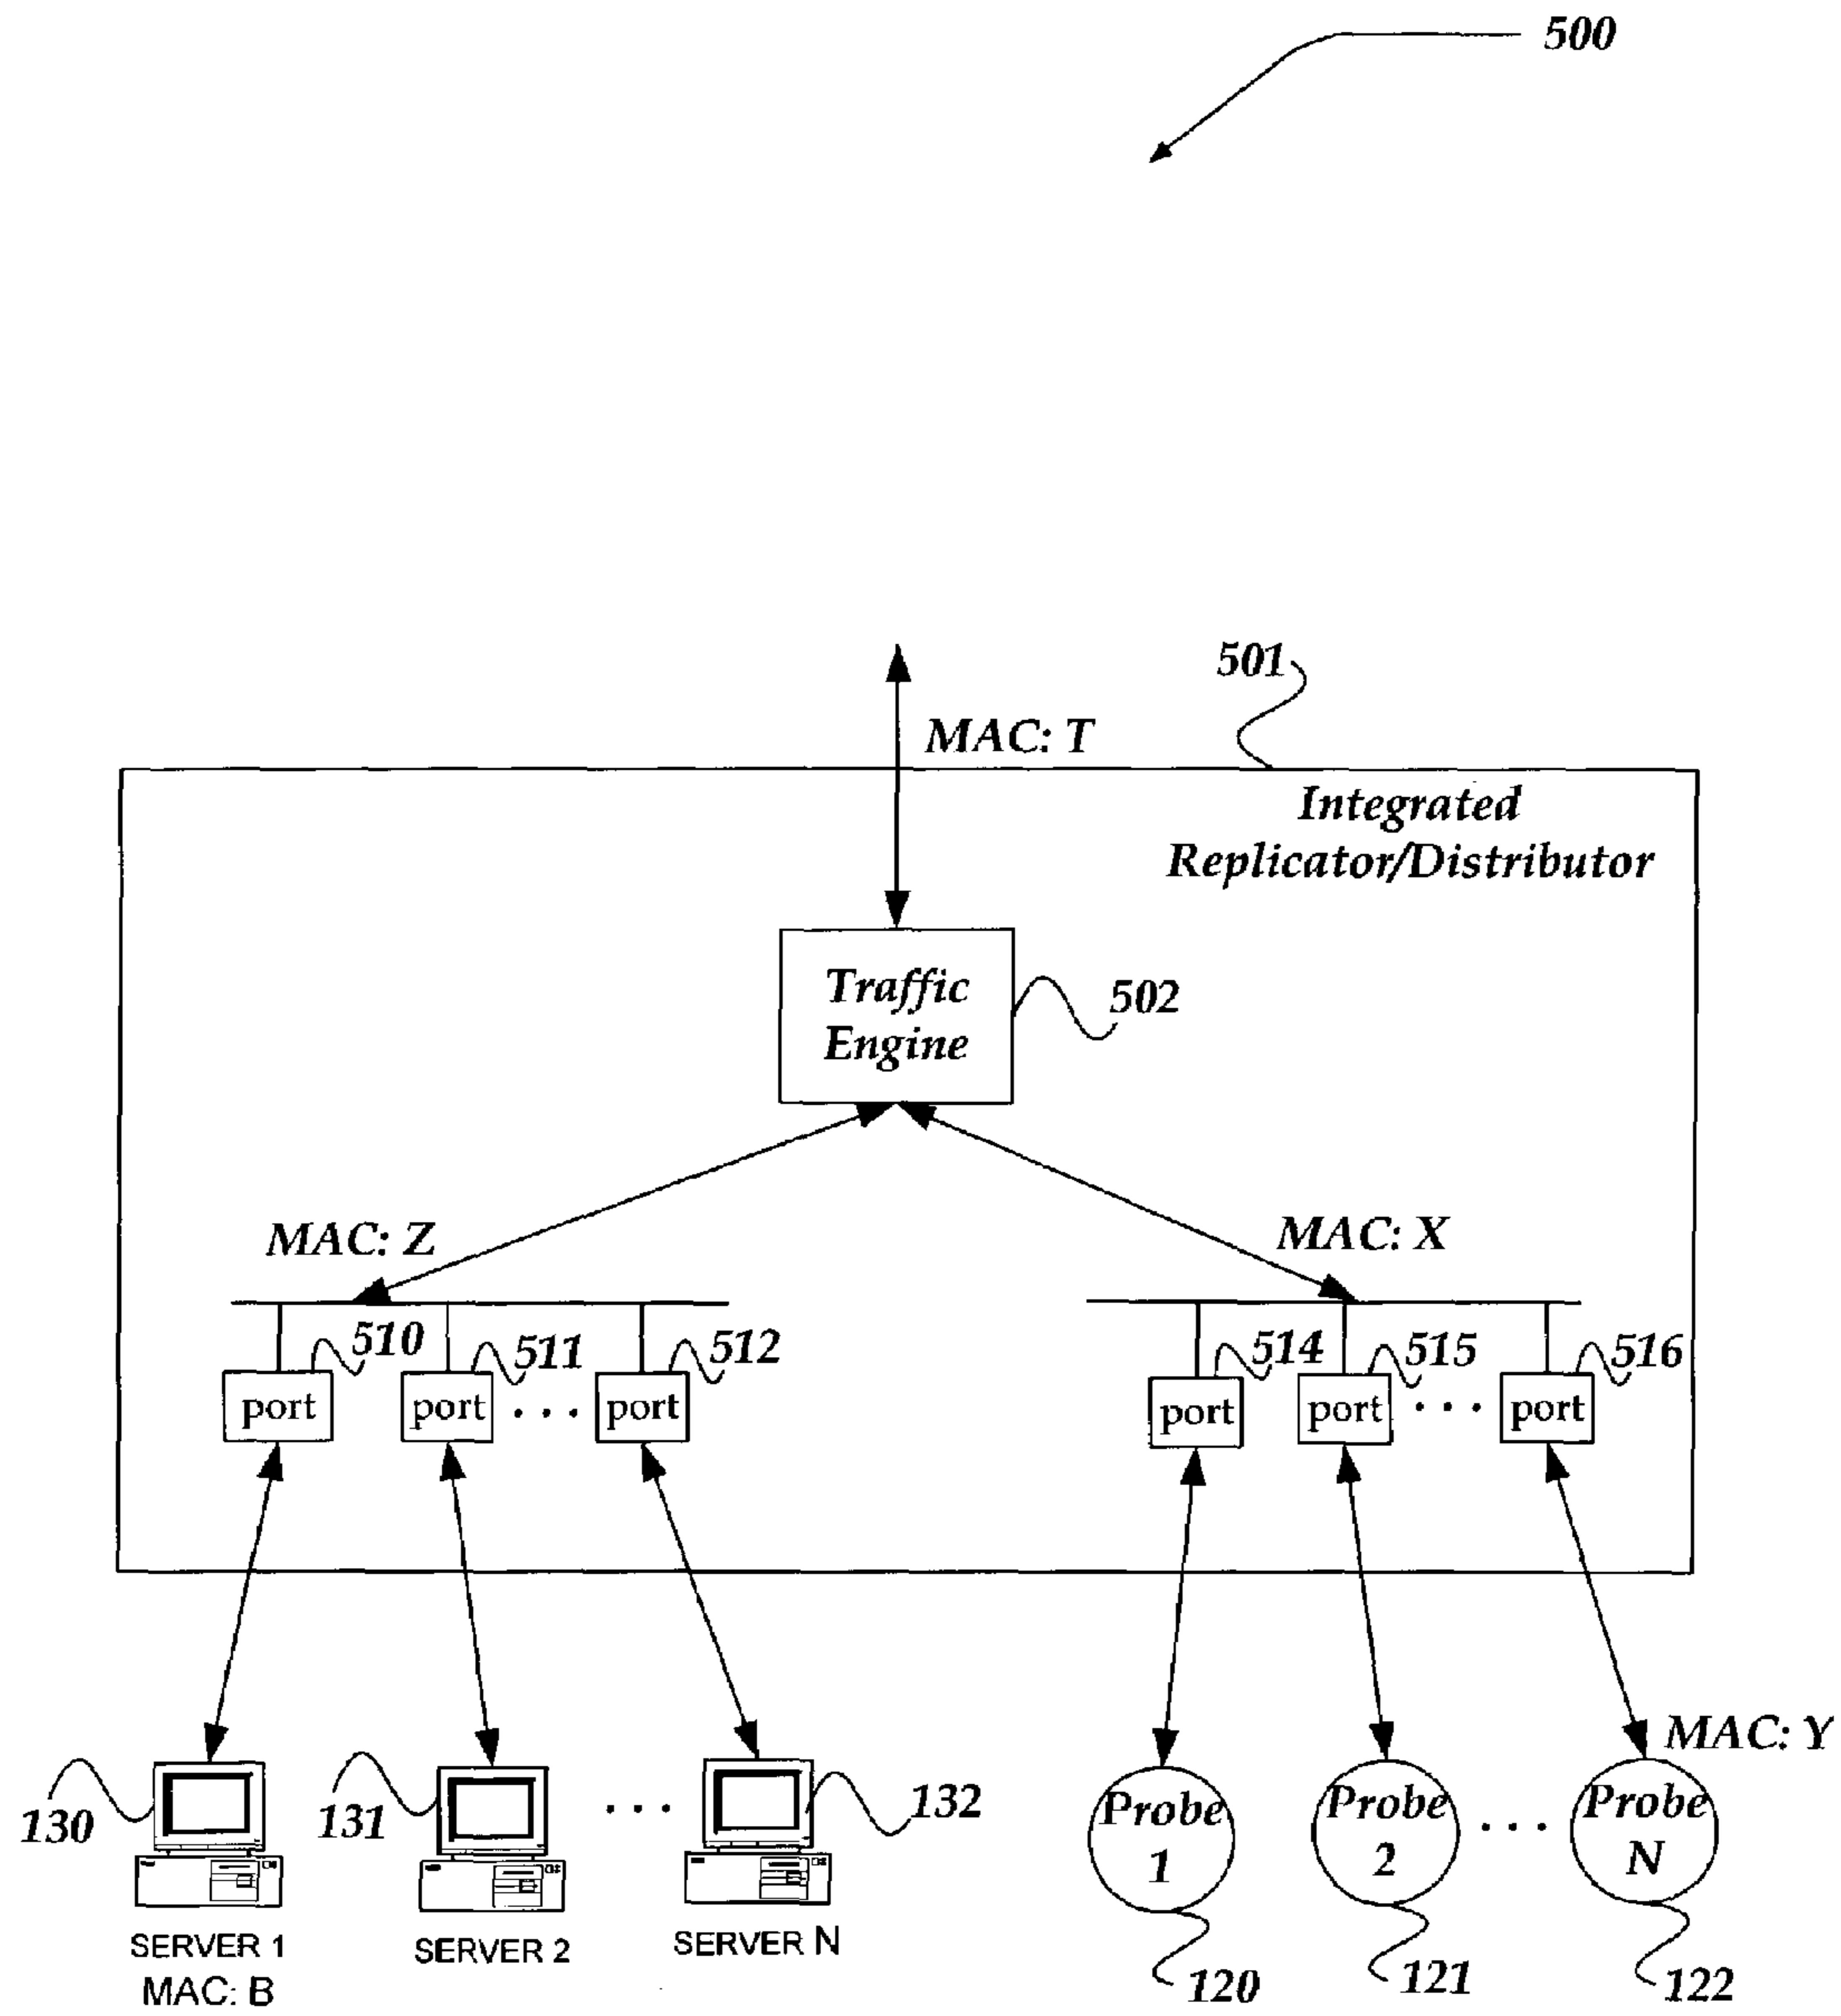 500
501
MAC: T
Integrated
Replicator/Distributor
Traffic
Engine
502
MAC: Z
MAC: X
510
511
512
514
515
516
port
port
. . .
port
port
port
. . .
port
MAC: Y
130
131
. . .
132
Probe
1
Probe
2
. . .
Probe
N
SERVER 1
MAC: B
SERVER 2
SERVER N
120
121
122